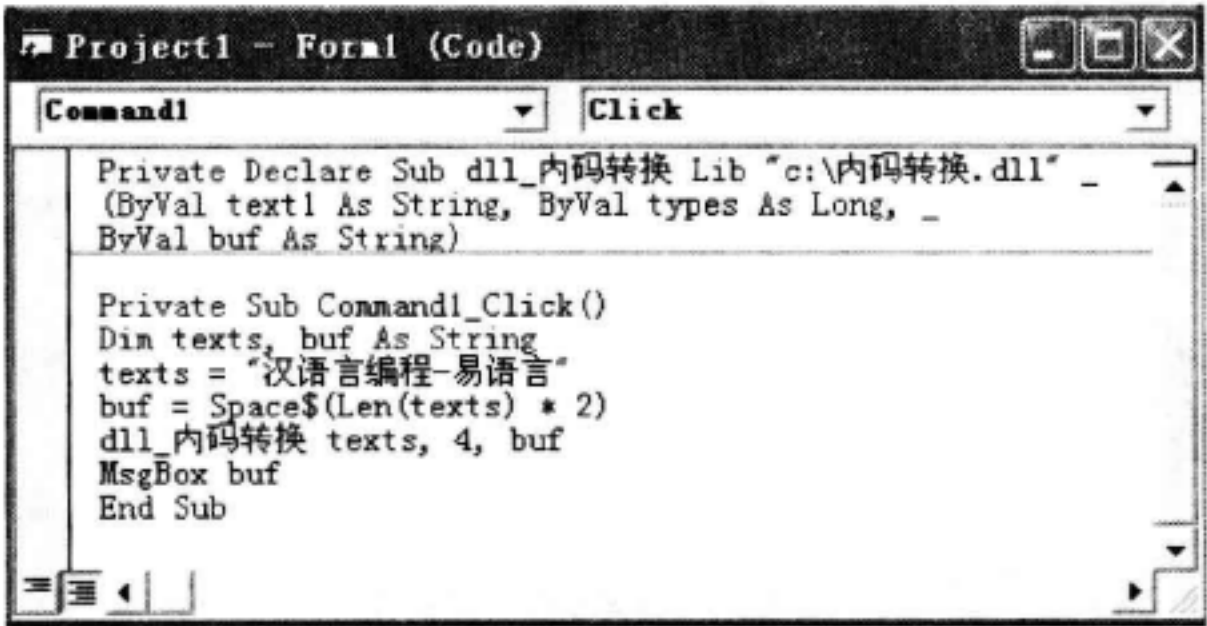 Project1 - Form1 (Code)
Command1 Click
Private Declare Sub dll_内码转换 Lib "c:\内码转换.dll" _
(ByVal text1 As String, ByVal types As Long, _
ByVal buf As String)
Private Sub Command1_Click()
Dim texts, buf As String
texts = "汉语言编程-易语言"
buf = Space$(Len(texts) * 2)
dll_内码转换 texts, 4, buf
MsgBox buf
End Sub